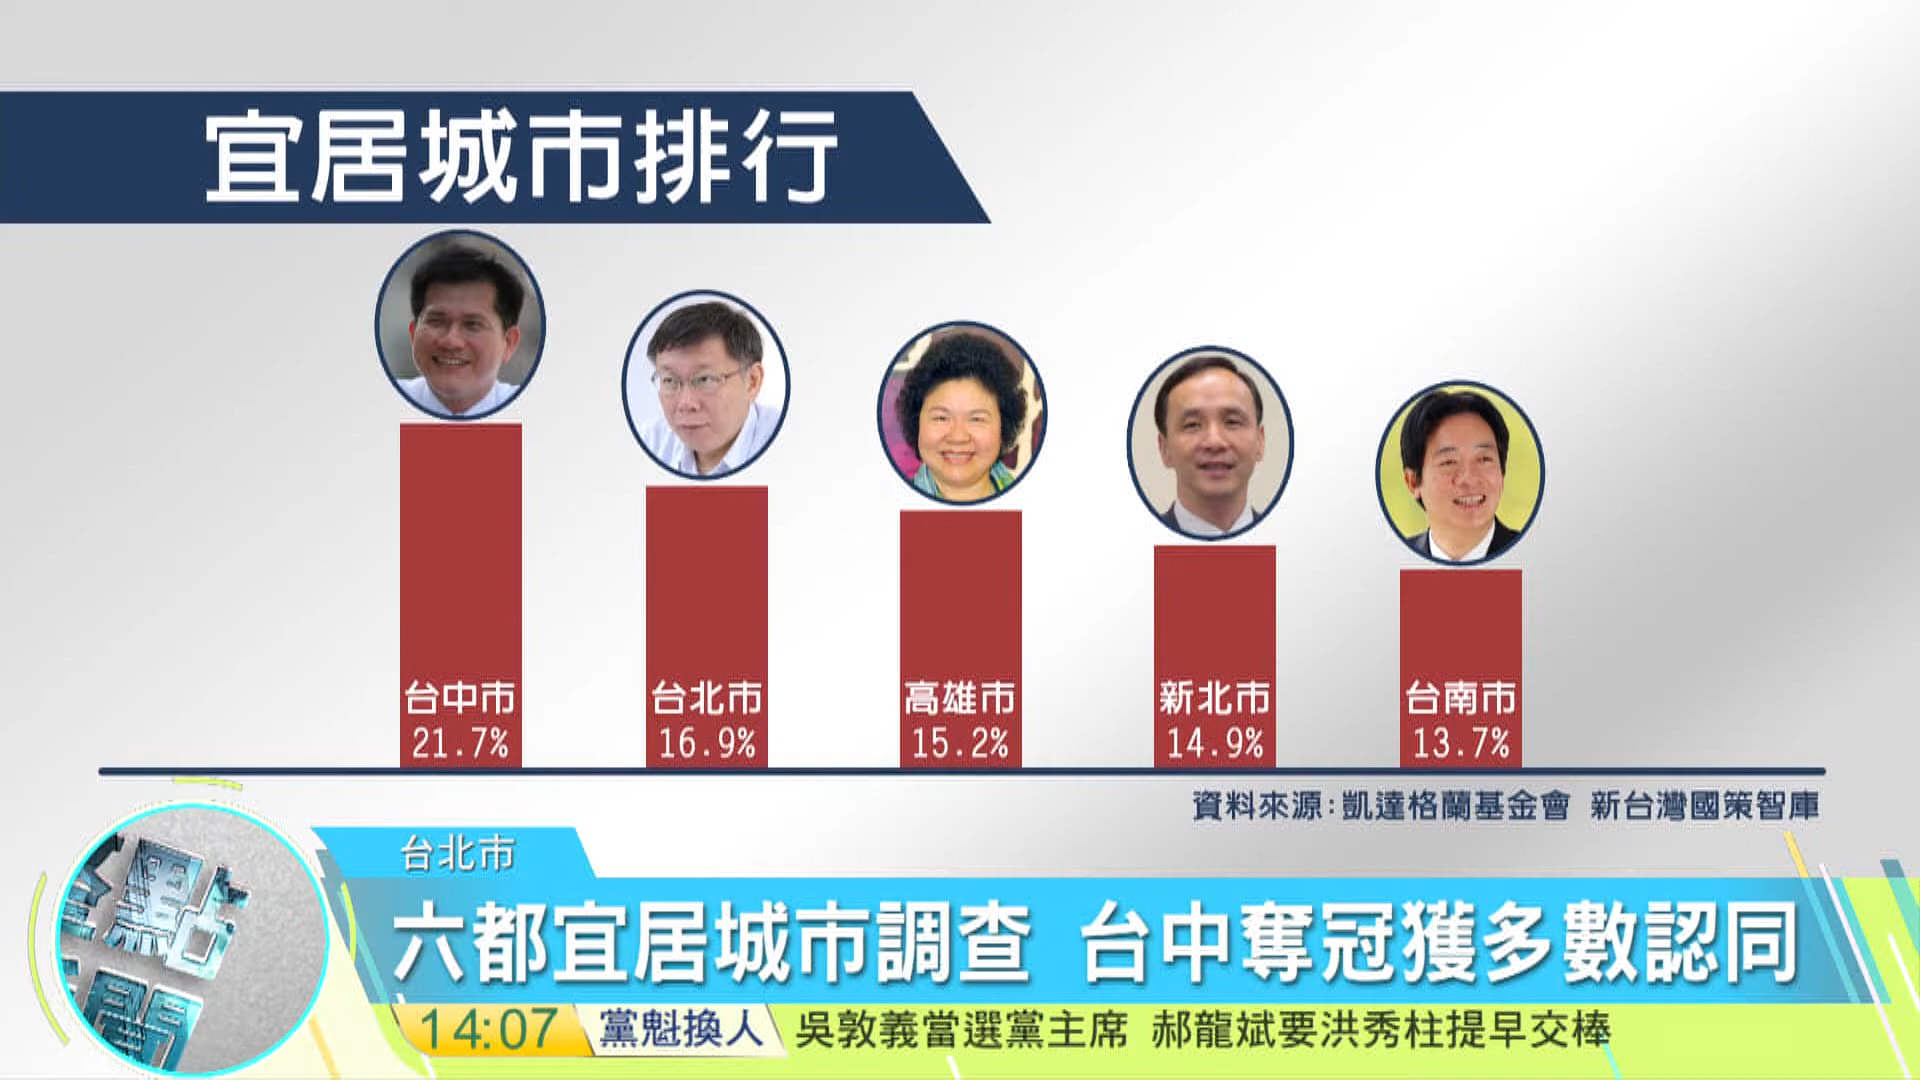 宜居城市排行
台中市
21.7%
台北市
16.9%
高雄市
15.2%
新北市
14.9%
台南市
13.7%
資料來源:凱達格蘭基金會 新台灣國策智庫
台北市
六都宜居城市調查 台中奪冠獲多數認同
14:07 黨魁換人 吳敦義當選黨主席 郝龍斌要洪秀柱提早交棒